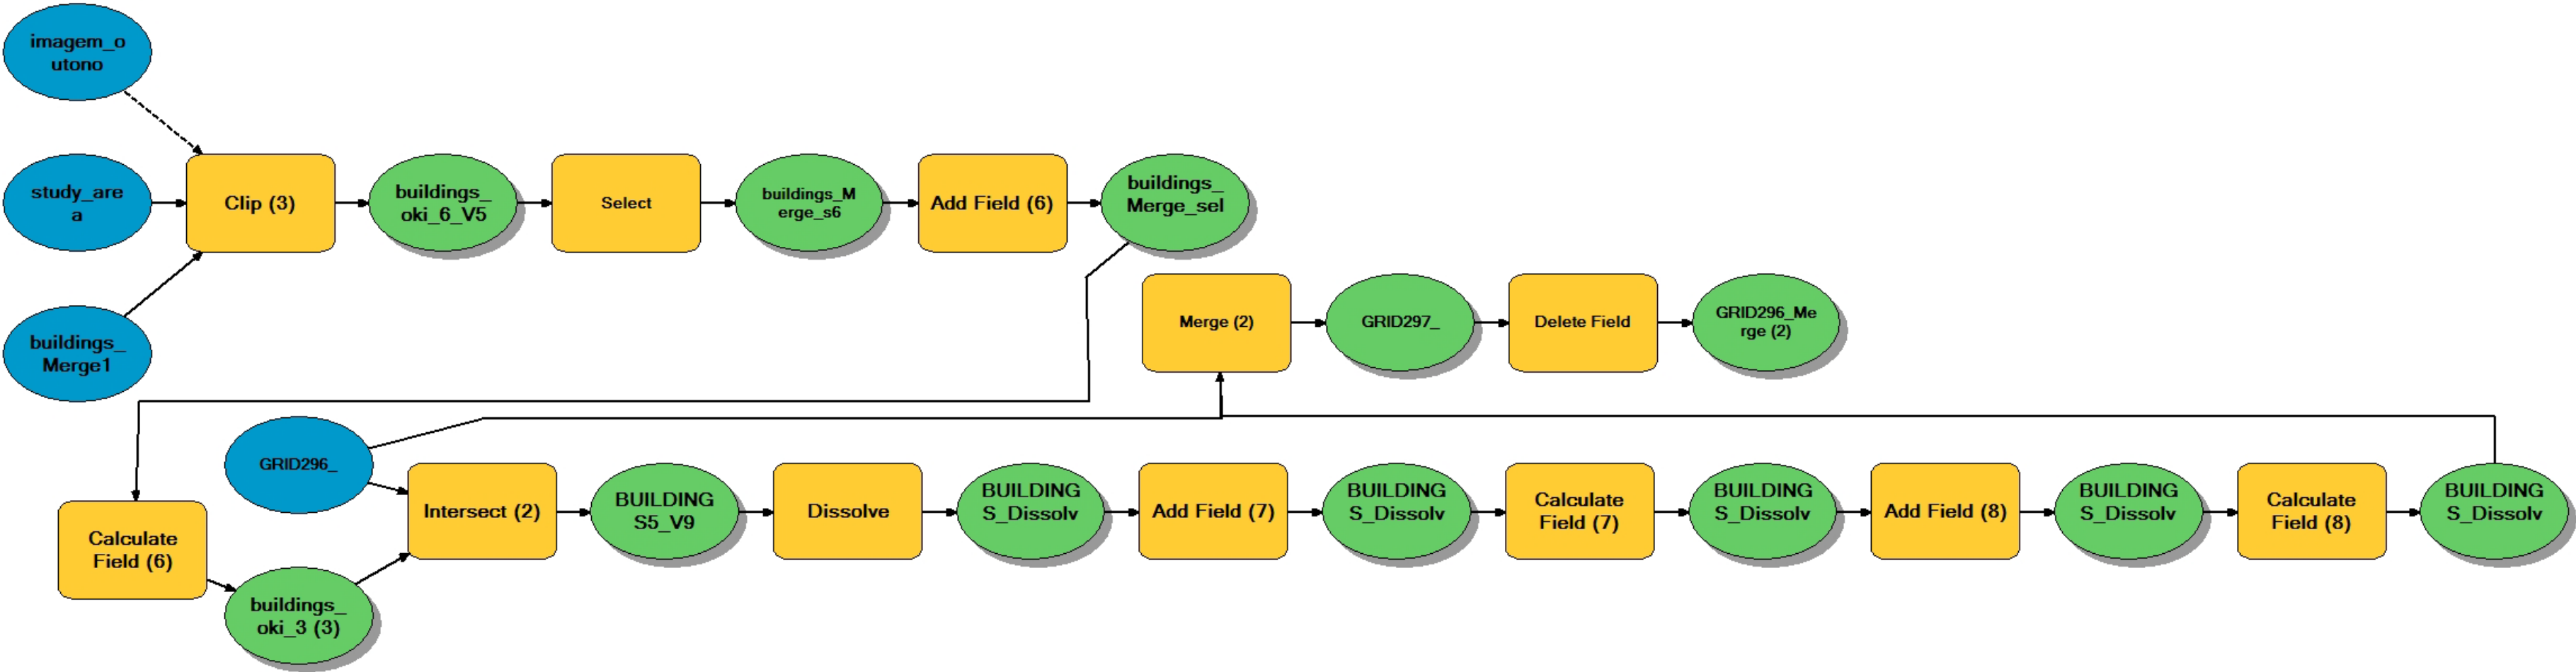 imagem_o
utono
study_are
a
Clip (3)
buildings_
oki_6_V5
Select
buildings_M
erge_s6
Add Field (6)
buildings_
Merge_sel
buildings_
Merge1
Merge (2)
GRID297_
Delete Field
GRID296_Me
rge (2)
GRID296_
Calculate
Field (6)
buildings_
oki_3 (3)
Intersect (2)
BUILDING
S5_V9
Dissolve
BUILDING
S_Dissolv
Add Field (7)
BUILDING
S_Dissolv
Calculate
Field (7)
BUILDING
S_Dissolv
Add Field (8)
BUILDING
S_Dissolv
Calculate
Field (8)
BUILDING
S_Dissolv